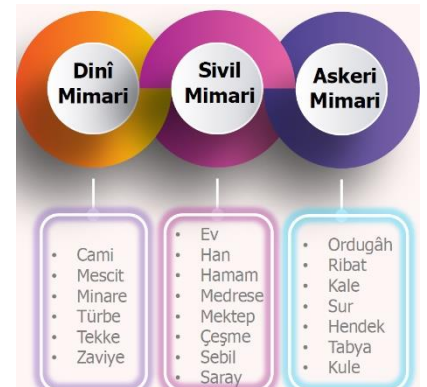 Dinî
Mimari
Sivil
Mimari
Askeri
Mimari
• Cami
• Mescit
• Minare
• Türbe
• Tekke
• Zaviye
• Ev
• Han
• Hamam
• Medrese
• Mektep
• Çeşme
• Sebil
• Saray
• Ordugâh
• Ribat
• Kale
• Sur
• Hendek
• Tabya
• Kule